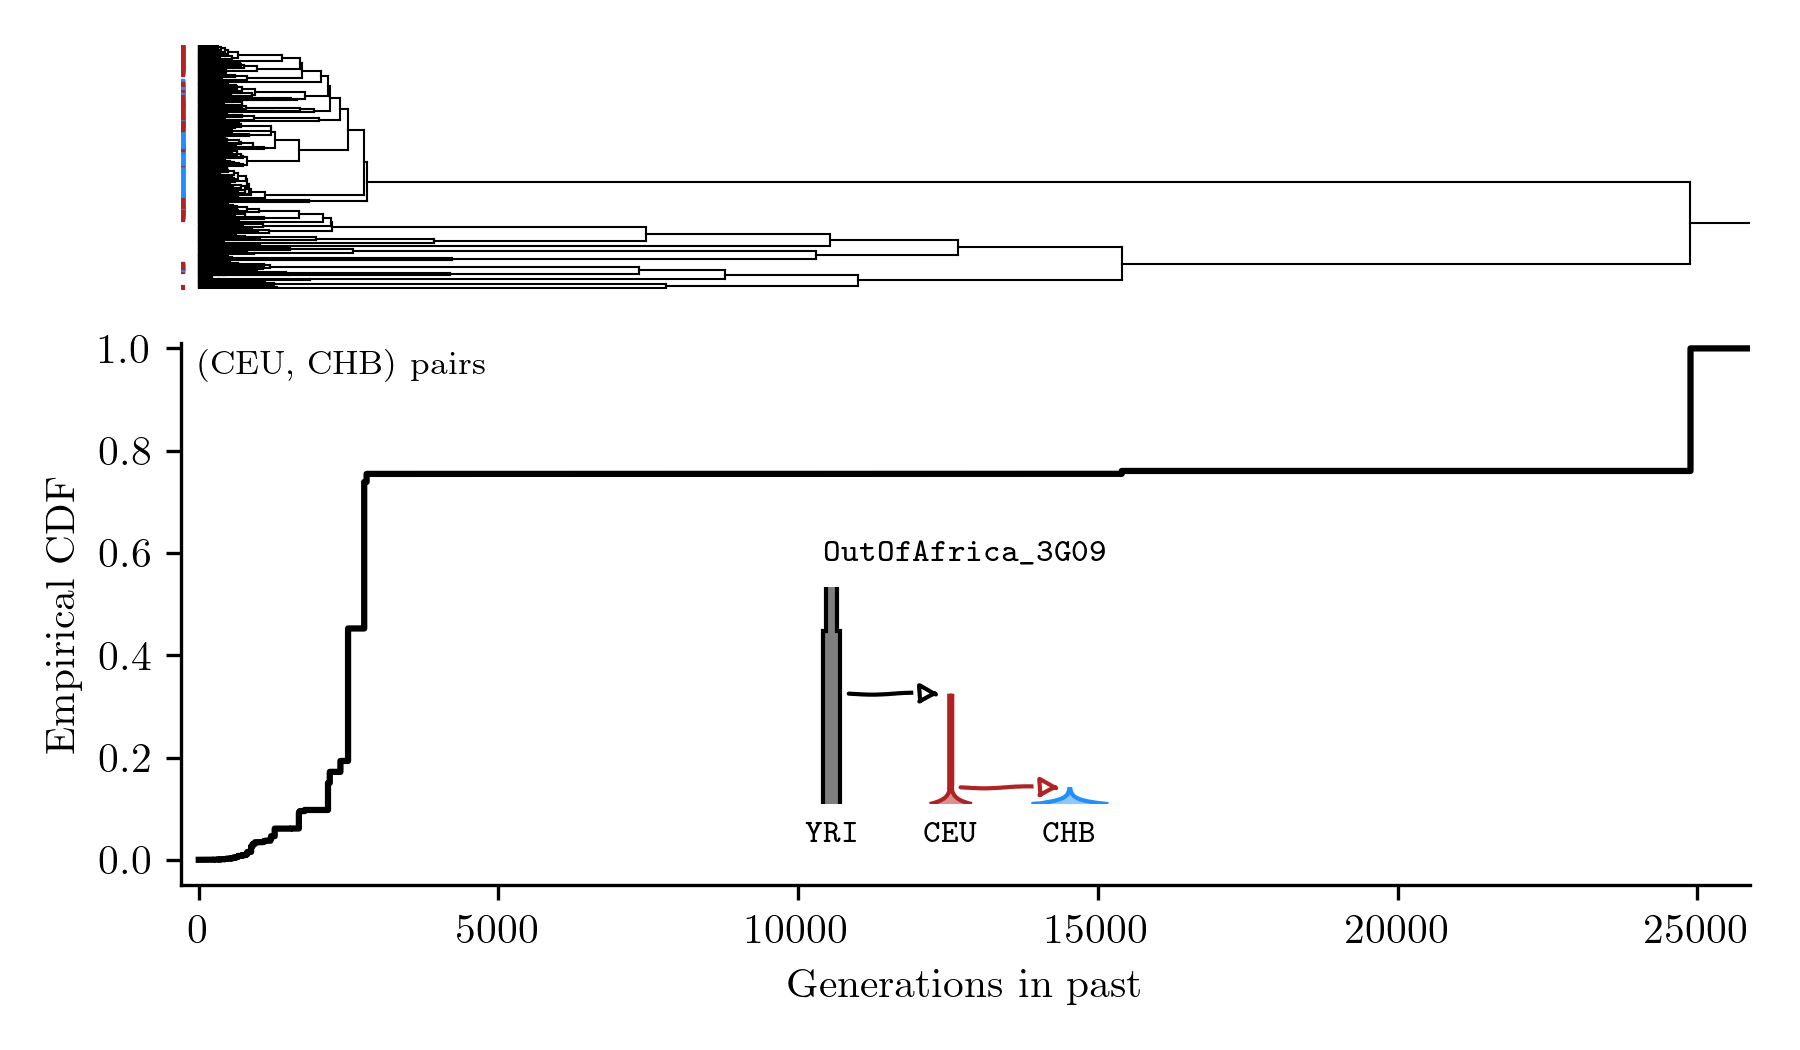 1.0
(CEU, CHB) pairs
0.8
0.6
0.4
0.2
0.0
Empirical CDF
OutOfAfrica_3G09
YRI CEU CHB
0 5000 10000 15000 20000 25000
Generations in past